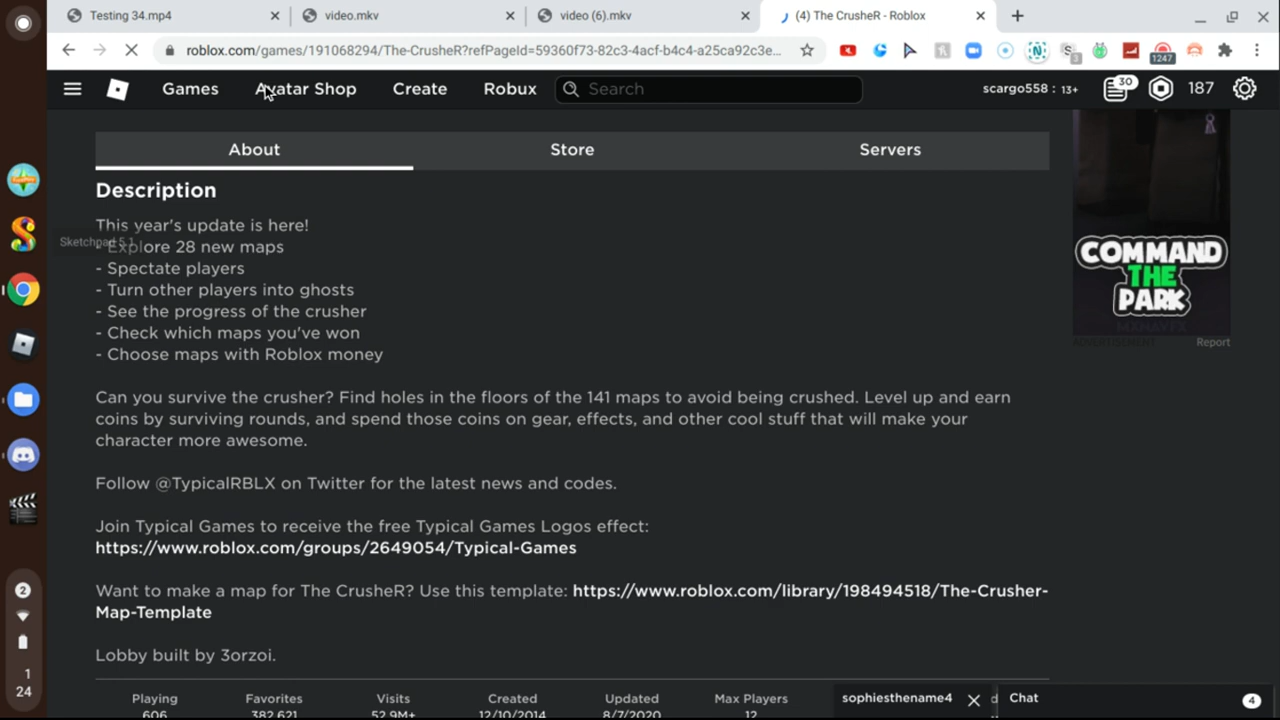 Testing 34.mp4
video.mkv
video (6).mkv
(4) The CrusheR - Roblox
roblox.com/games/191068294/The-CrusheR?refPageId=59360f73-82c3-4acf-b4c4-a25ca92c3e...
3
1247
Games
Avatar Shop
Create
Robux
Search
scargo558 : 13+
30
187
About
Store
Servers
Description
This year's update is here!
Sketchpad 5.1
- Explore 28 new maps
- Spectate players
- Turn other players into ghosts
- See the progress of the crusher
- Check which maps you've won
- Choose maps with Roblox money
COMMAND
THE
PARK
ADVERTISEMENT
Report
Can you survive the crusher? Find holes in the floors of the 141 maps to avoid being crushed. Level up and earn
coins by surviving rounds, and spend those coins on gear, effects, and other cool stuff that will make your
character more awesome.
Follow @TypicalRBLX on Twitter for the latest news and codes.
Join Typical Games to receive the free Typical Games Logos effect:
https://www.roblox.com/groups/2649054/Typical-Games
Want to make a map for The CrusheR? Use this template: https://www.roblox.com/library/198494518/The-Crusher-
Map-Template
Lobby built by 3orzoi.
Playing
Favorites
Visits
Created
Updated
Max Players
606
382,621
52.9M+
12/10/2014
8/7/2020
12
sophiesthename4
Chat
4
2
1
24